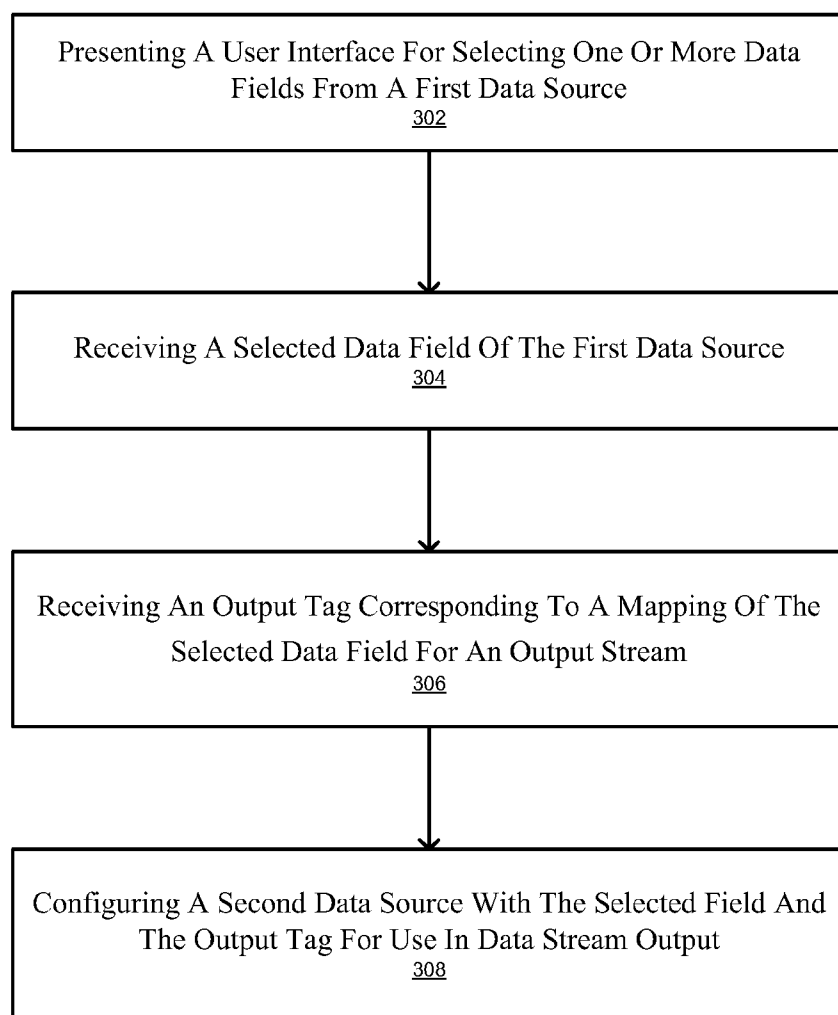 Presenting A User Interface For Selecting One Or More Data
Fields From A First Data Source
302
Receiving A Selected Data Field Of The First Data Source
304
Receiving An Output Tag Corresponding To A Mapping Of The
Selected Data Field For An Output Stream
306
Configuring A Second Data Source With The Selected Field And
The Output Tag For Use In Data Stream Output
308